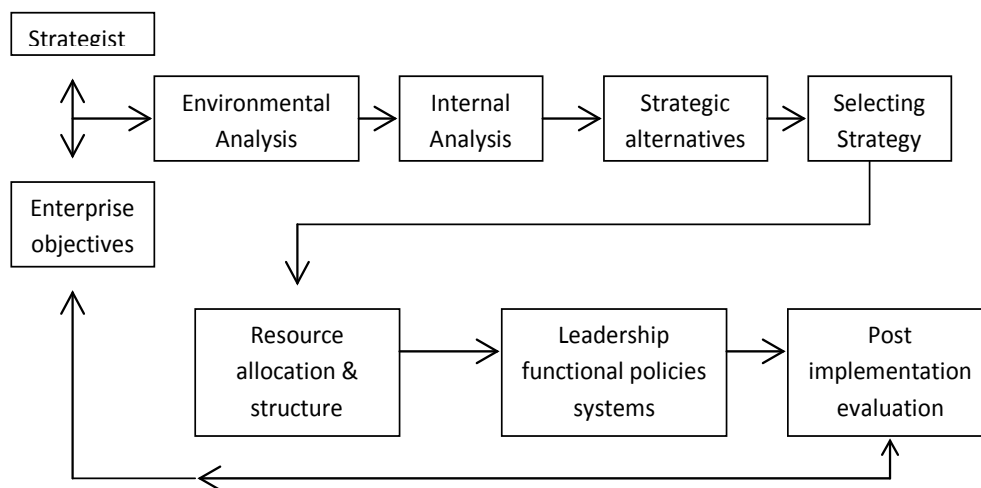 Strategist
Environmental
Analysis
Internal
Analysis
Strategic
alternatives
Selecting
Strategy
Enterprise
objectives
Resource
allocation &
structure
Leadership
functional policies
systems
Post
implementation
evaluation